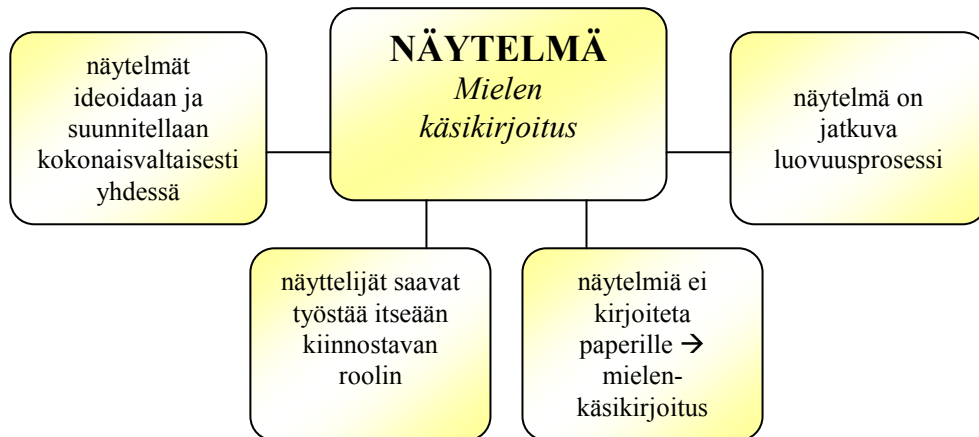 NÄYTELMÄ
Mielen
käsikirjoitus
näytelmät
ideoidaan ja
suunnitellaan
kokonaisvaltaisesti
yhdessä
näytelmä on
jatkuva
luovuusprosessi
näyttelijät saavat
työstää itseään
kiinnostavan
roolin
näytelmiä ei
kirjoiteta
paperille →
mielen-
käsikirjoitus